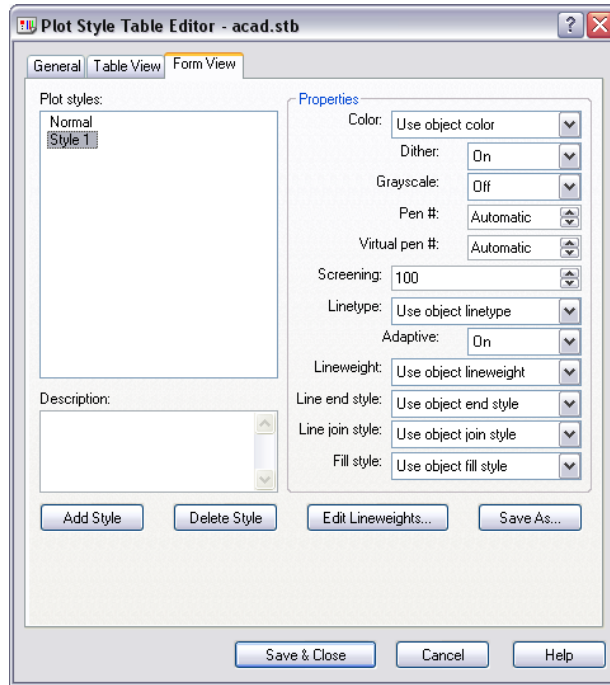 Plot Style Table Editor - acad.stb
General Table View Form View
Plot styles:
Normal
Style 1
Description:
Properties
Color: Use object color
Dither: On
Grayscale: Off
Pen #: Automatic
Virtual pen #: Automatic
Screening: 100
Linetype: Use object linetype
Adaptive: On
Lineweight: Use object lineweight
Line end style: Use object end style
Line join style: Use object join style
Fill style: Use object fill style
Add Style Delete Style Edit Lineweights... Save As...
Save & Close Cancel Help